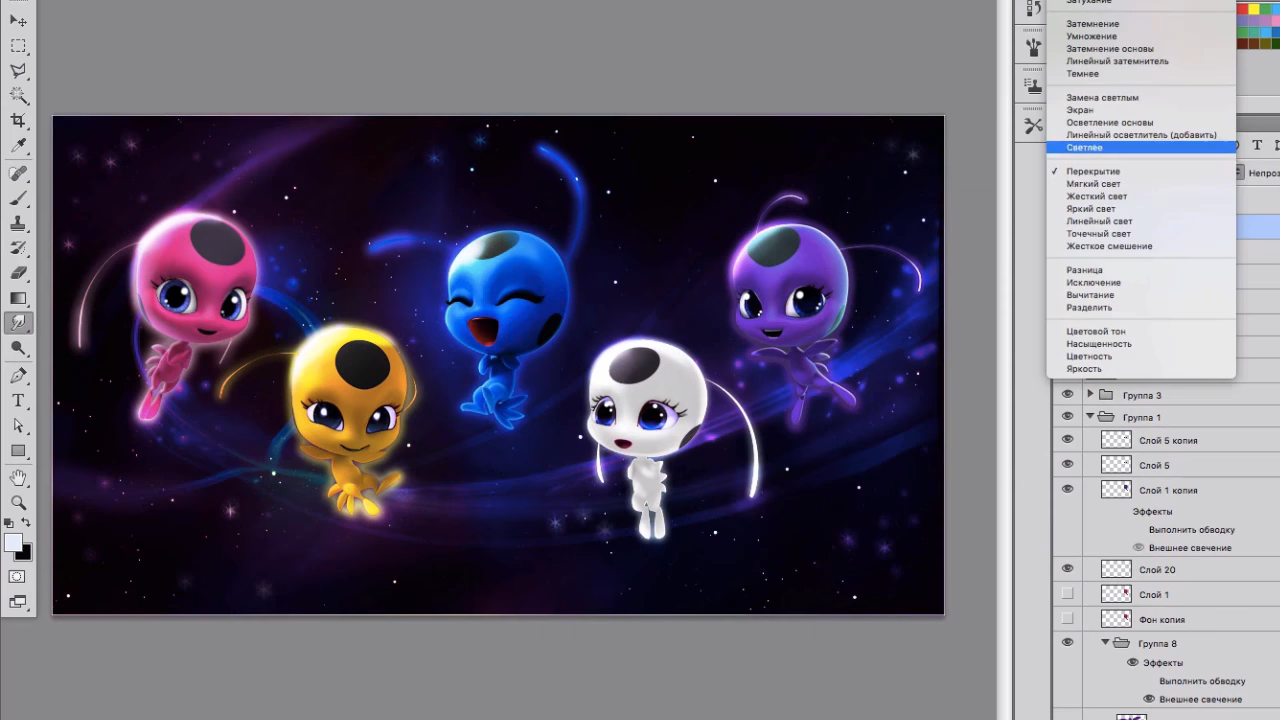 Затухание
Затемнение
Умножение
Затемнение основы
Линейный затемнитель
Темнее
Замена светлым
Экран
Осветление основы
Линейный осветлитель (добавить)
Светлее
Перекрытие
Мягкий свет
Жесткий свет
Яркий свет
Линейный свет
Точечный свет
Жесткое смешение
Разница
Исключение
Вычитание
Разделить
Цветовой тон
Насыщенность
Цветность
Яркость
Непроз
Группа 3
Группа 1
Слой 5 копия
Слой 5
Слой 1 копия
Эффекты
Выполнить обводку
Внешнее свечение
Слой 20
Слой 1
Фон копия
Группа 8
Эффекты
Выполнить обводку
Внешнее свечение